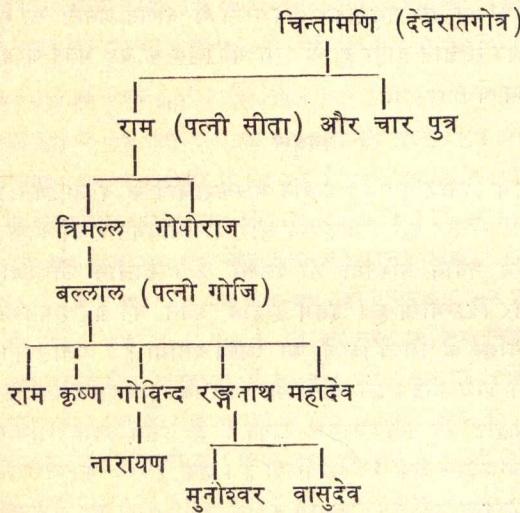 चिन्तामणि (देवरातगोत्र)
राम (पत्नी सीता) और चार पुत्र
त्रिमल्ल गोपीराज
बल्लाल (पत्नी गोजि)
राम कृष्ण गोविन्द रङ्गनाथ महादेव
नारायण
मुनीश्वर वासुदेव